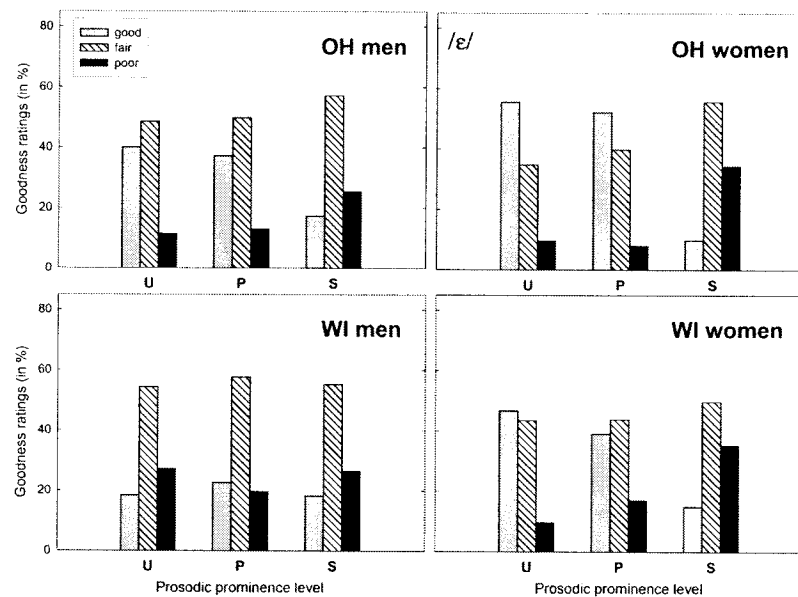 good
fair
poor
OH men
/ε/
OH women
Goodness ratings (in %)
80
60
40
20
0
U P S
U P S
WI men
WI women
Goodness ratings (in %)
80
60
40
20
0
U P S
U P S
Prosodic prominence level
Prosodic prominence level